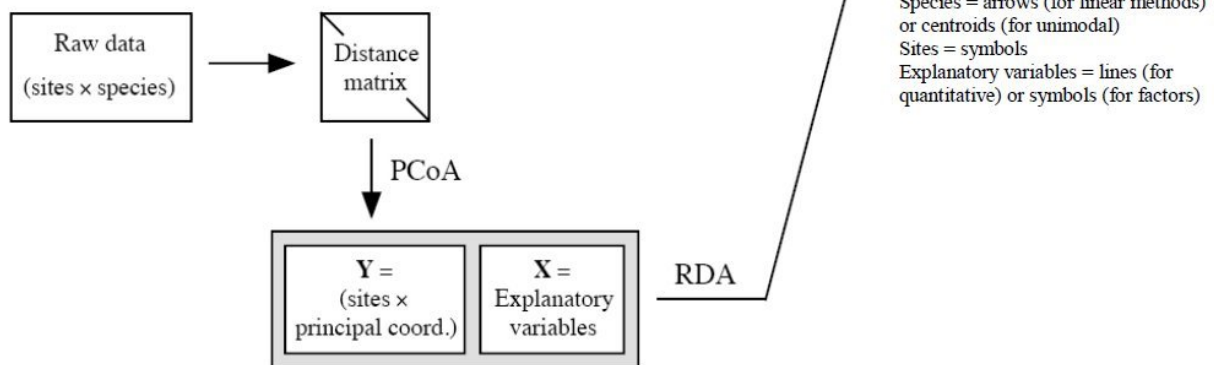 Species = arrows (for linear methods)
or centroids (for unimodal)
Sites = symbols
Explanatory variables = lines (for
quantitative) or symbols (for factors)
Raw data
(sites × species)
Distance
matrix
PCoA
Y =
(sites ×
principal coord.)
X =
Explanatory
variables
RDA